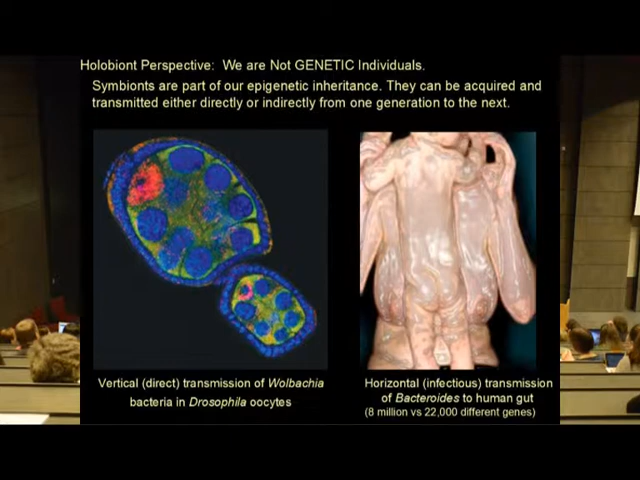 Holobiont Perspective: We are Not GENETIC Individuals.
Symbionts are part of our epigenetic inheritance. They can be acquired and
transmitted either directly or indirectly from one generation to the next.
Vertical (direct) transmission of Wolbachia
bacteria in Drosophila oocytes
Horizontal (infectious) transmission
of Bacteroides to human gut
(8 million vs 22,000 different genes)